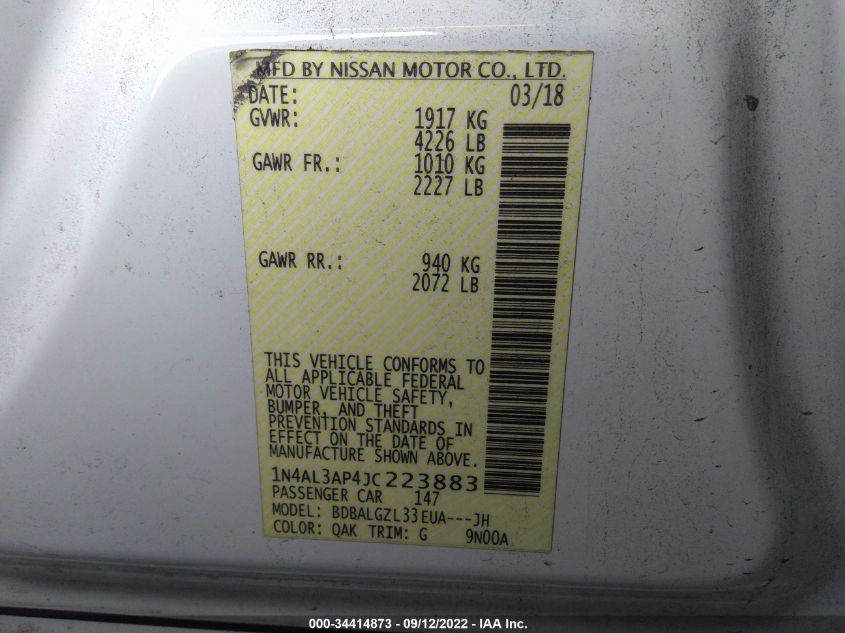 MFD BY NISSAN MOTOR CO., LTD.
DATE: 03/18
GVWR: 1917 KG
4226 LB
GAWR FR.: 1010 KG
2227 LB
GAWR RR.: 940 KG
2072 LB
THIS VEHICLE CONFORMS TO
ALL APPLICABLE FEDERAL
MOTOR VEHICLE SAFETY,
BUMPER, AND THEFT
PREVENTION STANDARDS IN
EFFECT ON THE DATE OF
MANUFACTURE SHOWN ABOVE.
1N4AL3AP4JC223883
PASSENGER CAR 147
MODEL: BDBALGZL33EUA---JH
COLOR: QAK TRIM: G 9N00A
000-34414873 - 09/12/2022 - IAA Inc.